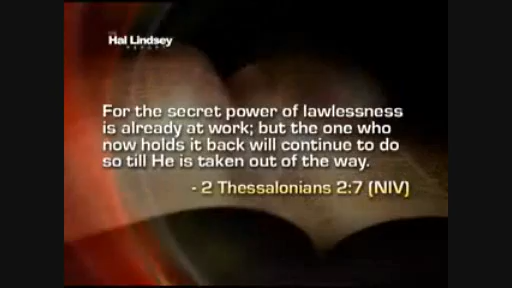 THE
Hal Lindsey
REPORT
For the secret power of lawlessness
is already at work; but the one who
now holds it back will continue to do
so till He is taken out of the way.
- 2 Thessalonians 2:7 (NIV)